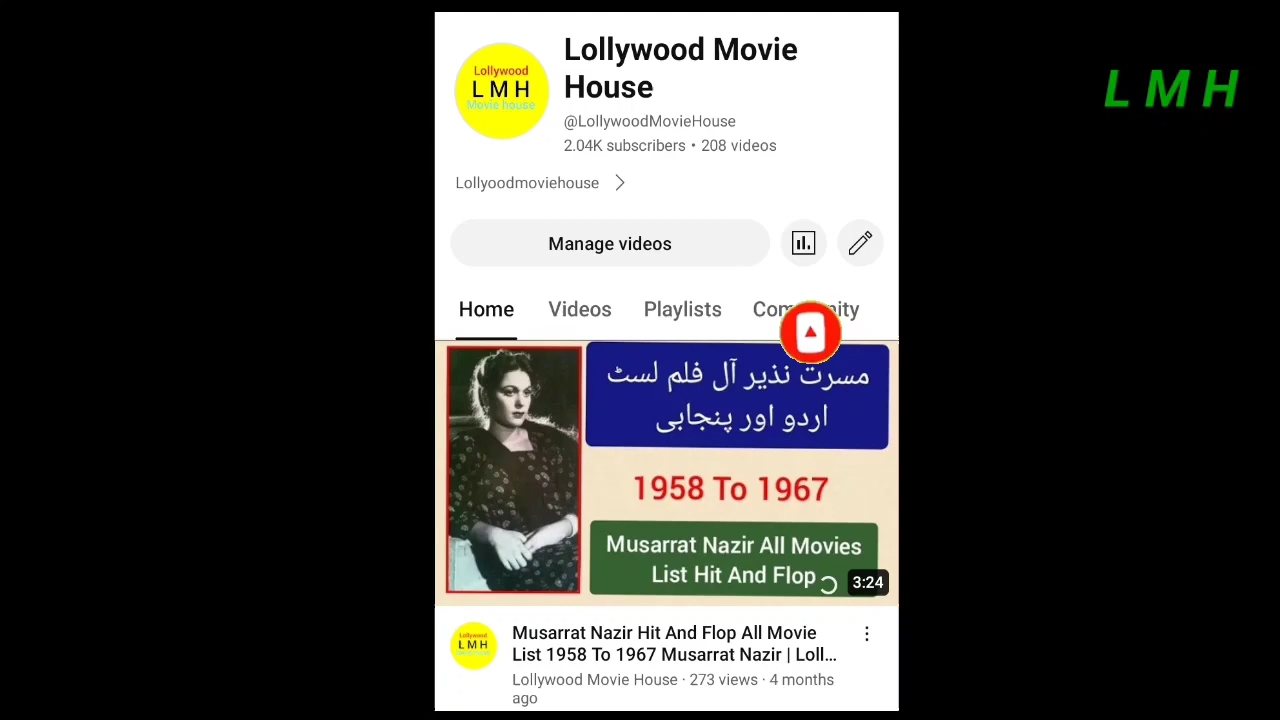 Lollywood
L M H
Movie house
Lollywood Movie
House
@LollywoodMovieHouse
2.04K subscribers • 208 videos
L M H
Lollyoodmoviehouse
Manage videos
Home Videos Playlists Community
مسرت نذیر آل فلم لسٹ
اردو اور پنجابی
1958 To 1967
Musarrat Nazir All Movies
List Hit And Flop
3:24
Lollywood
L M H
Musarrat Nazir Hit And Flop All Movie
List 1958 To 1967 Musarrat Nazir | Loll...
Lollywood Movie House · 273 views · 4 months
ago